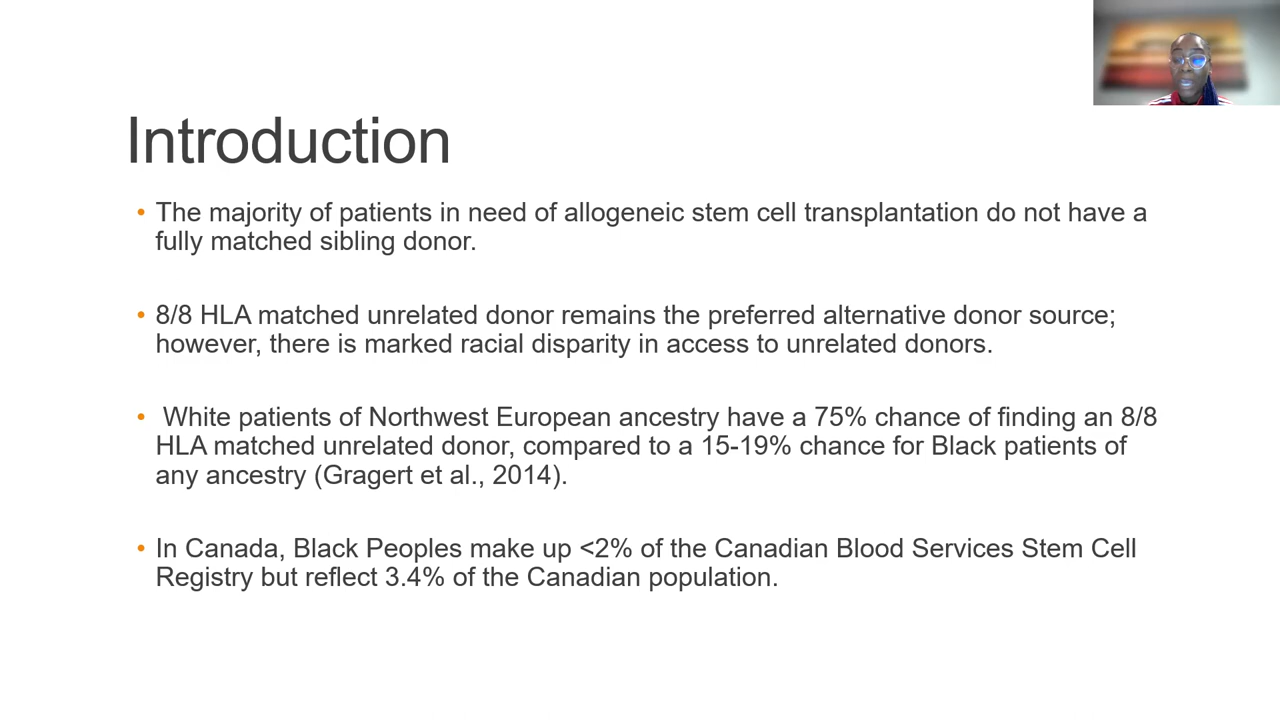 Introduction
• The majority of patients in need of allogeneic stem cell transplantation do not have a
fully matched sibling donor.
• 8/8 HLA matched unrelated donor remains the preferred alternative donor source;
however, there is marked racial disparity in access to unrelated donors.
• White patients of Northwest European ancestry have a 75% chance of finding an 8/8
HLA matched unrelated donor, compared to a 15-19% chance for Black patients of
any ancestry (Gragert et al., 2014).
• In Canada, Black Peoples make up <2% of the Canadian Blood Services Stem Cell
Registry but reflect 3.4% of the Canadian population.